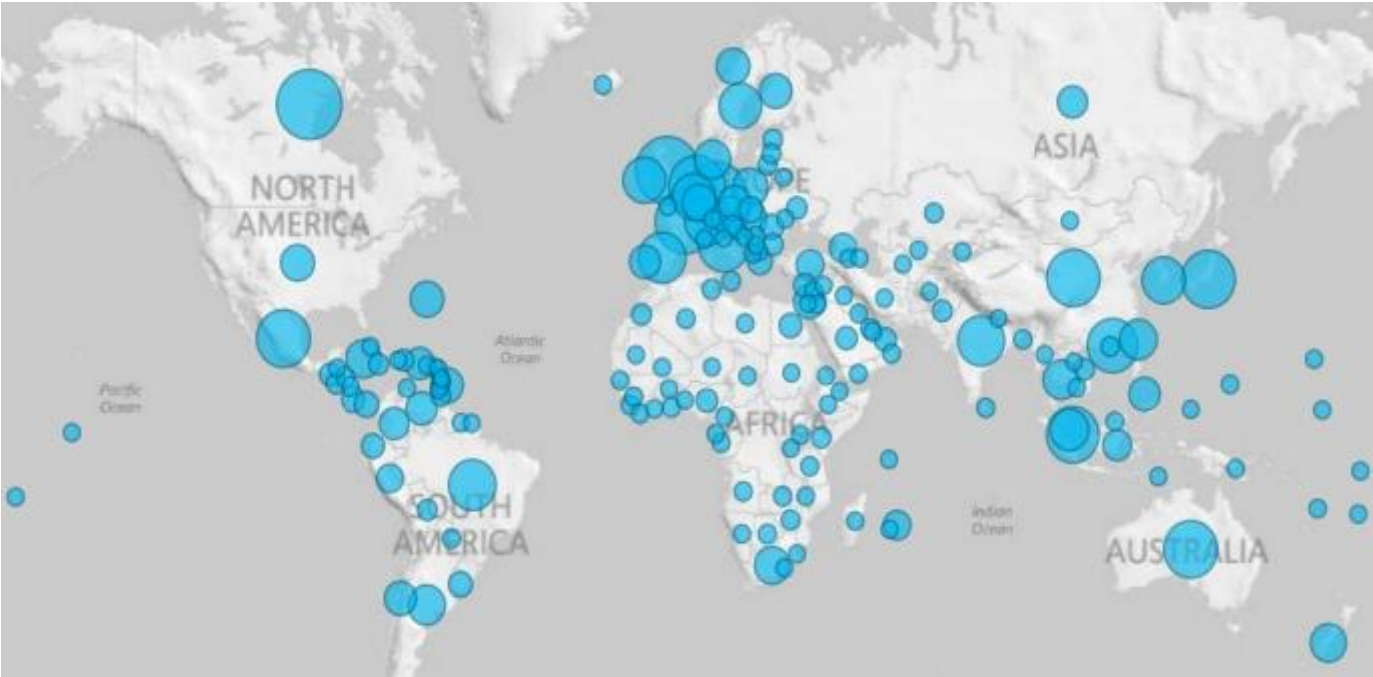 ASIA
NORTH
AMERICA
Atlantic
Ocean
Pacific
Ocean
AFRICA
SOUTH
AMERICA
Indian
Ocean
AUSTRALIA